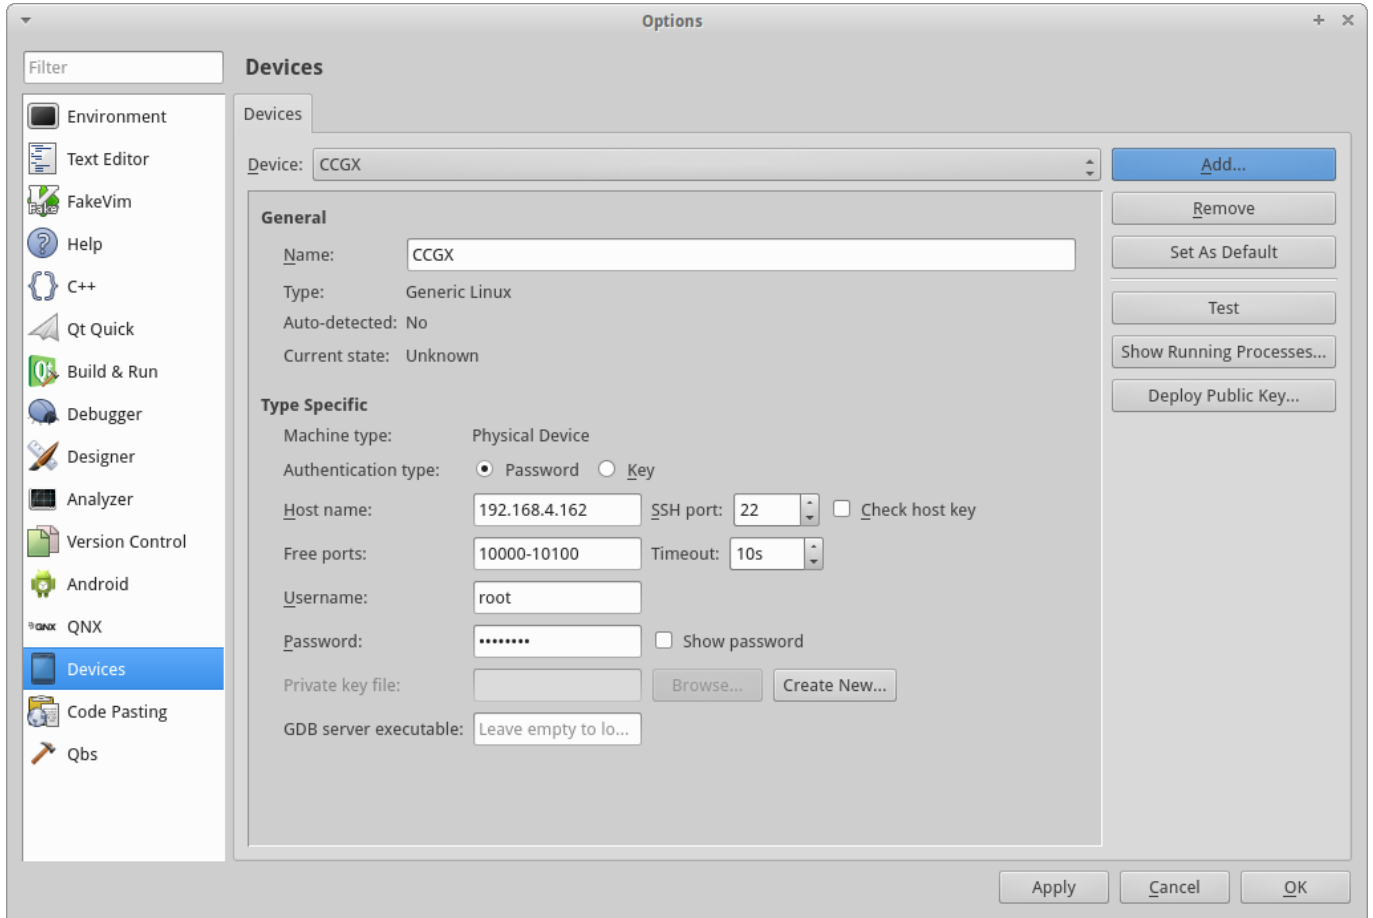 Options
Filter
Devices
Environment
Text Editor
FakeVim
Help
C++
Qt Quick
Build & Run
Debugger
Designer
Analyzer
Version Control
Android
QNX
Devices
Code Pasting
Qbs
Devices
Device: CCGX
Add...
Remove
Set As Default
Test
Show Running Processes...
Deploy Public Key...
General
Name: CCGX
Type: Generic Linux
Auto-detected: No
Current state: Unknown
Type Specific
Machine type: Physical Device
Authentication type: Password Key
Host name: 192.168.4.162 SSH port: 22 Check host key
Free ports: 10000-10100 Timeout: 10s
Username: root
Password: •••••••• Show password
Private key file: Browse... Create New...
GDB server executable: Leave empty to lo...
Apply Cancel OK